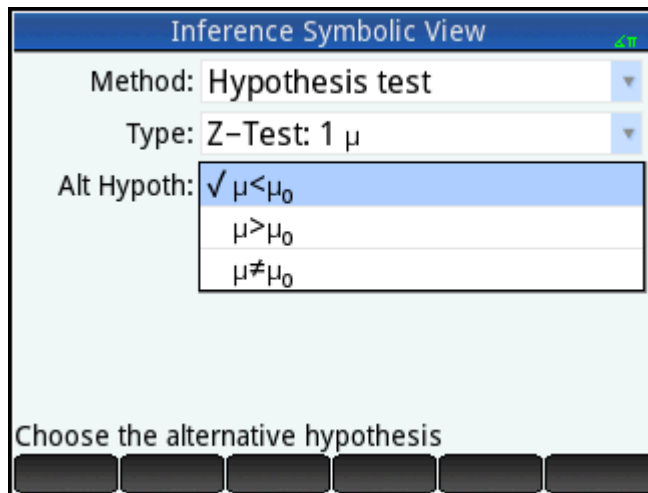 Inference Symbolic View
∡π
Method: Hypothesis test
Type: Z-Test: 1 μ
Alt Hypoth: √ μ<μ₀
μ>μ₀
μ≠μ₀
Choose the alternative hypothesis